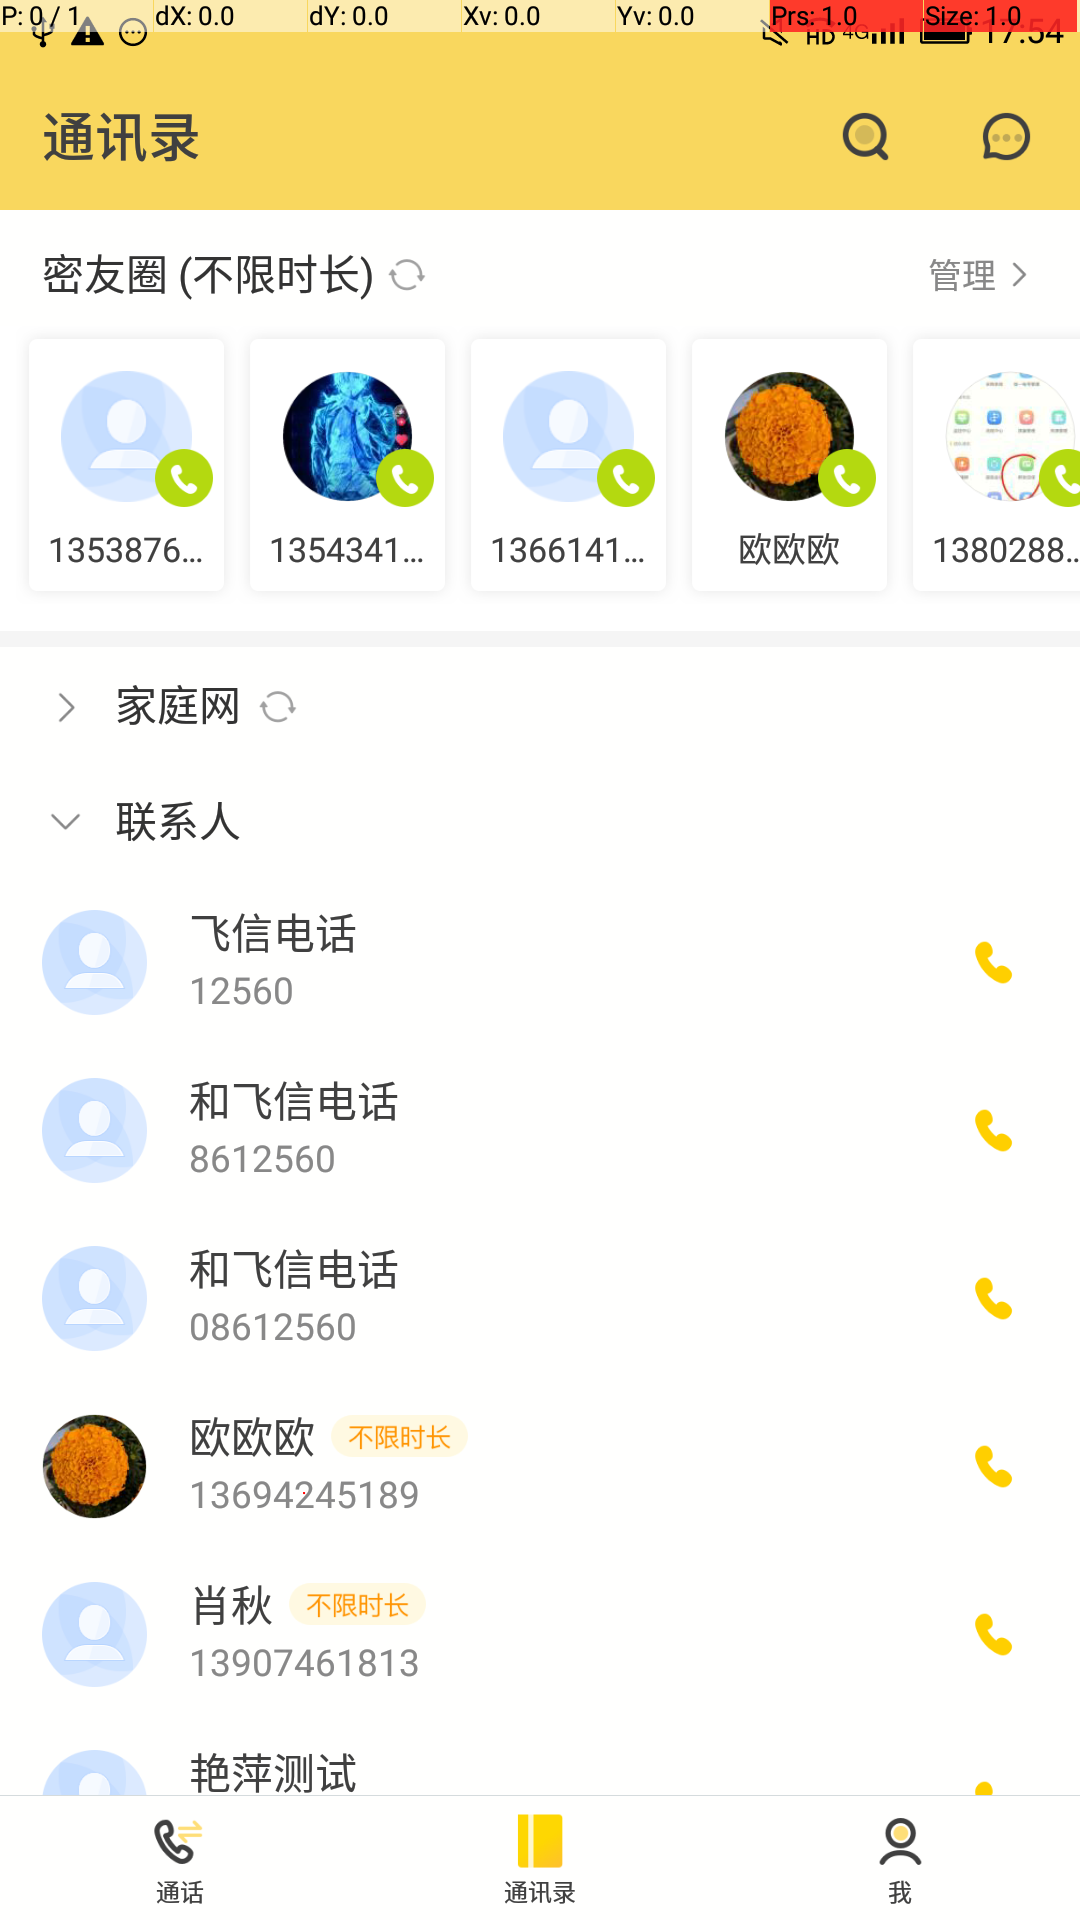 P: 0 / 1 dX: 0.0 dY: 0.0 Xv: 0.0 Yv: 0.0 Prs: 1.0 Size: 1.0
HD 4G 17:54
通讯录
密友圈 (不限时长)
管理
1353876...
1354341...
1366141...
欧欧欧
1380288...
家庭网
联系人
飞信电话
12560
和飞信电话
8612560
和飞信电话
08612560
欧欧欧 不限时长
13694245189
肖秋 不限时长
13907461813
艳萍测试
通话
通讯录
我